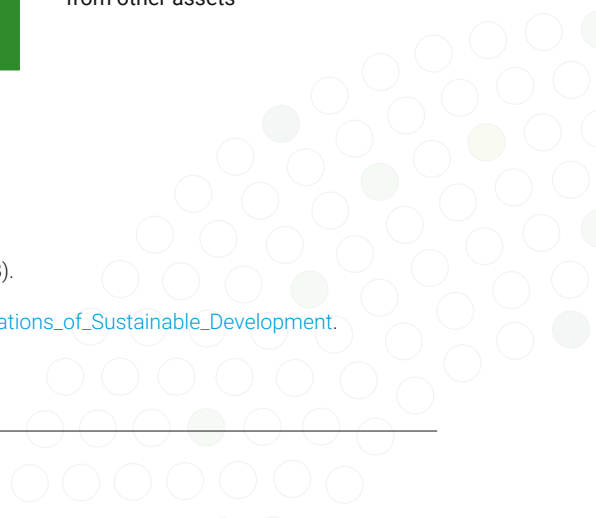 from other assets
).
ations_of_Sustainable_Development.